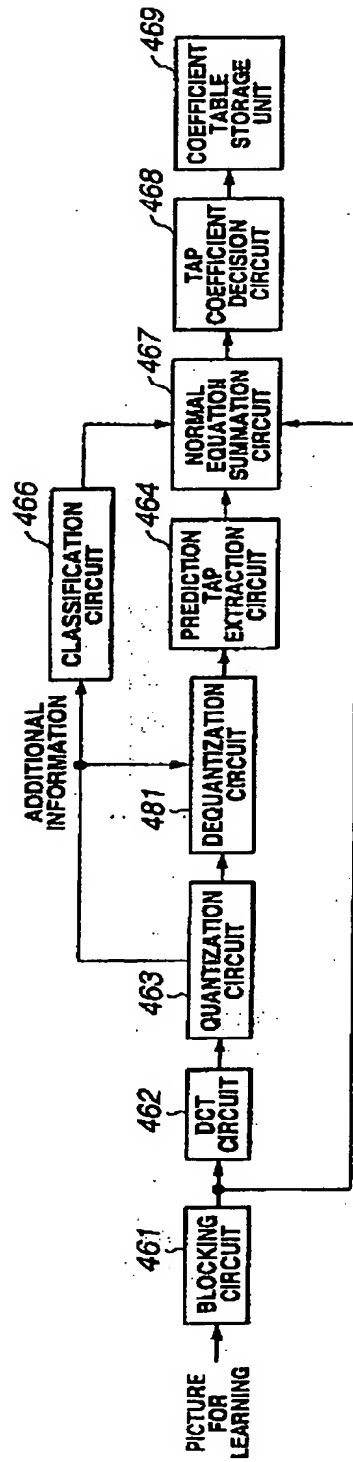 PICTURE
FOR
LEARNING
461
BLOCKING
CIRCUIT
462
DCT
CIRCUIT
463
QUANTIZATION
CIRCUIT
ADDITIONAL
INFORMATION
481
DEQUANTIZATION
CIRCUIT
466
CLASSIFICATION
CIRCUIT
464
PREDICTION
TAP
EXTRACTION
CIRCUIT
467
NORMAL
EQUATION
SUMMATION
CIRCUIT
468
TAP
COEFFICIENT
DECISION
CIRCUIT
469
COEFFICIENT
TABLE
STORAGE
UNIT